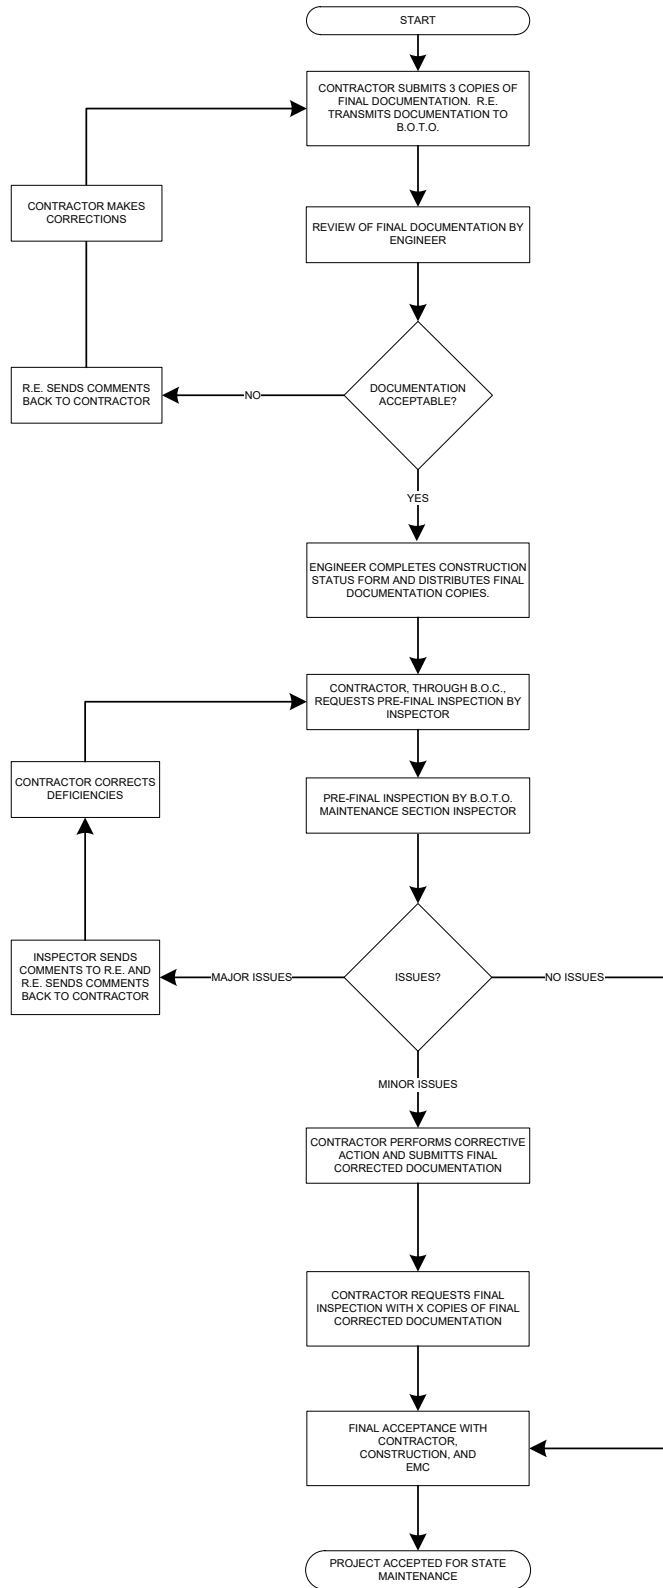 START
CONTRACTOR SUBMITS 3 COPIES OF
FINAL DOCUMENTATION. R.E.
TRANSMITS DOCUMENTATION TO
B.O.T.O.
CONTRACTOR MAKES
CORRECTIONS
REVIEW OF FINAL DOCUMENTATION BY
ENGINEER
R.E. SENDS COMMENTS
BACK TO CONTRACTOR
NO
DOCUMENTATION
ACCEPTABLE?
YES
ENGINEER COMPLETES CONSTRUCTION
STATUS FORM AND DISTRIBUTES FINAL
DOCUMENTATION COPIES.
CONTRACTOR, THROUGH B.O.C.,
REQUESTS PRE-FINAL INSPECTION BY
INSPECTOR
CONTRACTOR CORRECTS
DEFICIENCIES
PRE-FINAL INSPECTION BY B.O.T.O.
MAINTENANCE SECTION INSPECTOR
INSPECTOR SENDS
COMMENTS TO R.E. AND
R.E. SENDS COMMENTS
BACK TO CONTRACTOR
MAJOR ISSUES
ISSUES?
NO ISSUES
MINOR ISSUES
CONTRACTOR PERFORMS CORRECTIVE
ACTION AND SUBMITTS FINAL
CORRECTED DOCUMENTATION
CONTRACTOR REQUESTS FINAL
INSPECTION WITH X COPIES OF FINAL
CORRECTED DOCUMENTATION
FINAL ACCEPTANCE WITH
CONTRACTOR,
CONSTRUCTION, AND
EMC
PROJECT ACCEPTED FOR STATE
MAINTENANCE